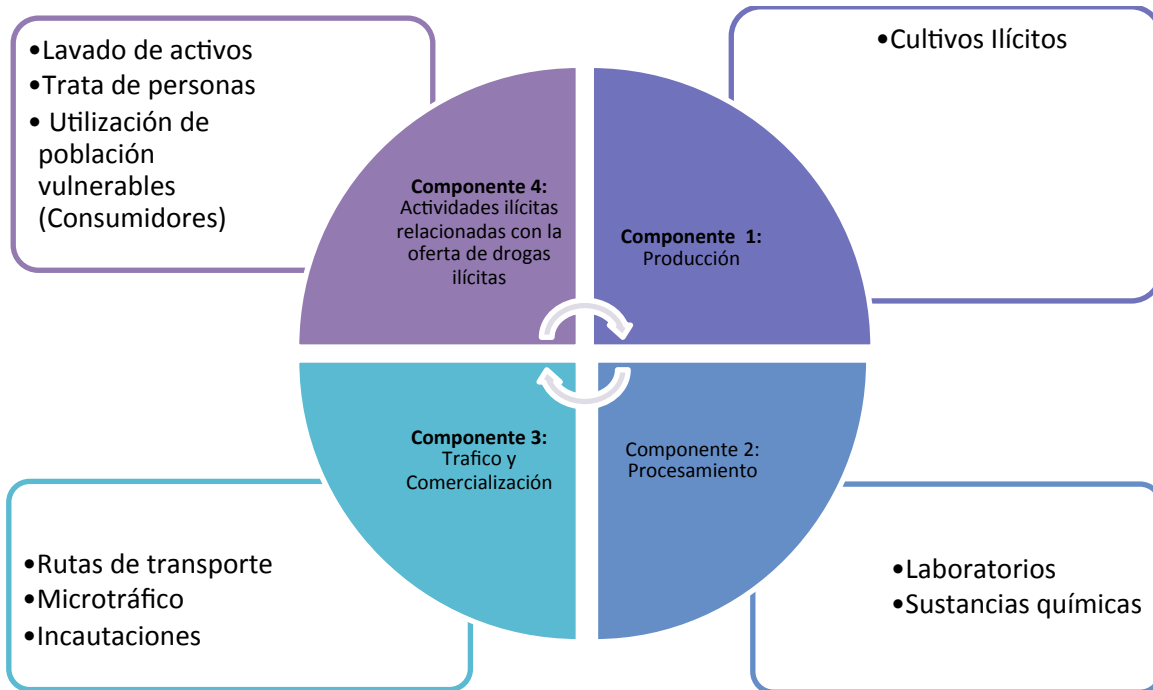 •Lavado de activos
•Trata de personas
• Utilización de
población
vulnerables
(Consumidores)
•Cultivos Ilícitos
Componente 4:
Actividades ilícitas
relacionadas con la
oferta de drogas
ilícitas
Componente 1:
Producción
Componente 3:
Trafico y
Comercialización
Componente 2:
Procesamiento
•Rutas de transporte
•Microtráfico
•Incautaciones
•Laboratorios
•Sustancias químicas